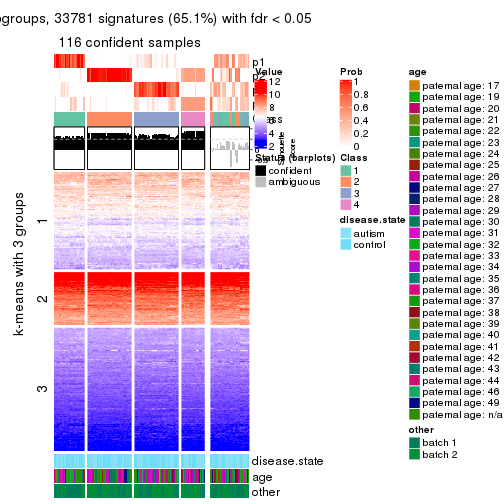 groups, 33781 signatures (65.1%) with fdr < 0.05
116 confident samples
p1
Value
12
10
8
6
4
2
Status (barplots)
confident
ambiguous
Prob
1
0.8
0.6
0.4
0.2
0
Class
1
2
3
4
disease.state
autism
control
age
paternal age: 17
paternal age: 19
paternal age: 20
paternal age: 21
paternal age: 22
paternal age: 23
paternal age: 24
paternal age: 25
paternal age: 26
paternal age: 27
paternal age: 28
paternal age: 29
paternal age: 30
paternal age: 31
paternal age: 32
paternal age: 33
paternal age: 34
paternal age: 35
paternal age: 36
paternal age: 37
paternal age: 38
paternal age: 39
paternal age: 40
paternal age: 41
paternal age: 42
paternal age: 43
paternal age: 44
paternal age: 46
paternal age: 49
paternal age: n/a
other
batch 1
batch 2
k-means with 3 groups
1
2
3
disease.state
age
other